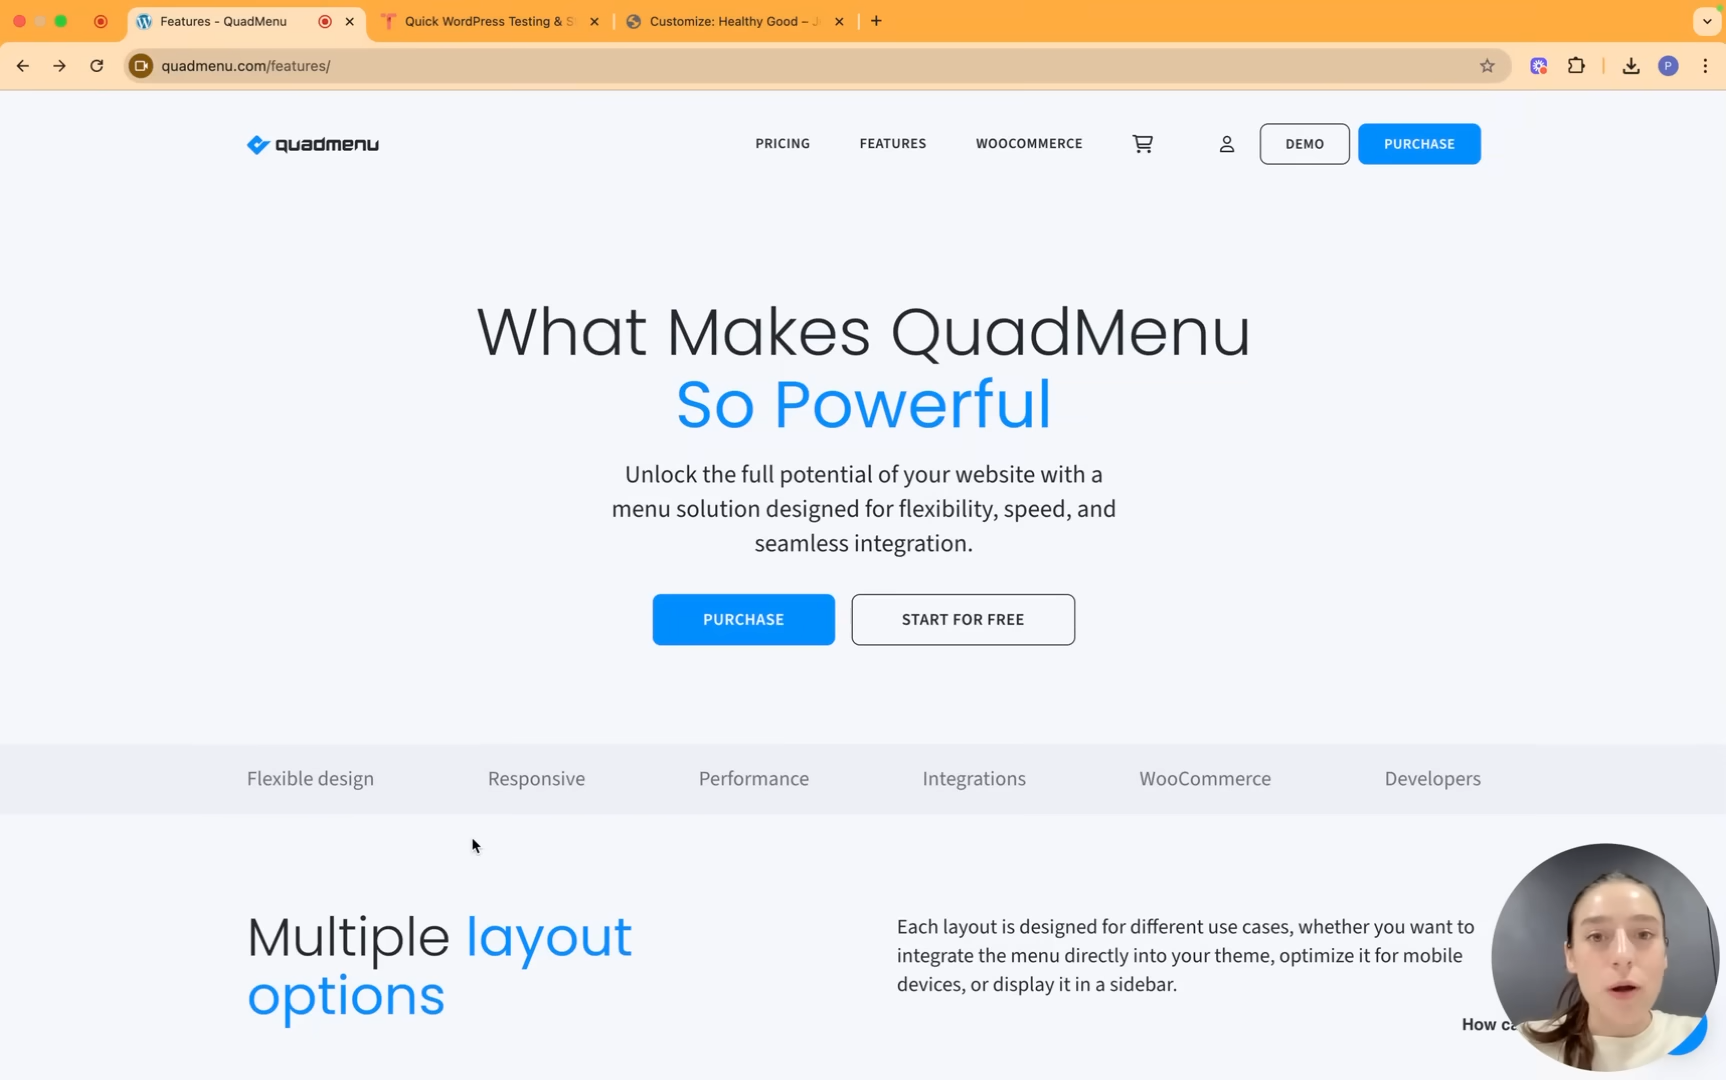 Features - QuadMenu
Quick WordPress Testing & S
Customize: Healthy Good – J
quadmenu.com/features/
P
quadmenu
PRICING
FEATURES
WOOCOMMERCE
DEMO
PURCHASE
What Makes QuadMenu
So Powerful
Unlock the full potential of your website with a
menu solution designed for flexibility, speed, and
seamless integration.
PURCHASE
START FOR FREE
Flexible design
Responsive
Performance
Integrations
WooCommerce
Developers
Multiple layout
options
Each layout is designed for different use cases, whether you want to
integrate the menu directly into your theme, optimize it for mobile
devices, or display it in a sidebar.
How